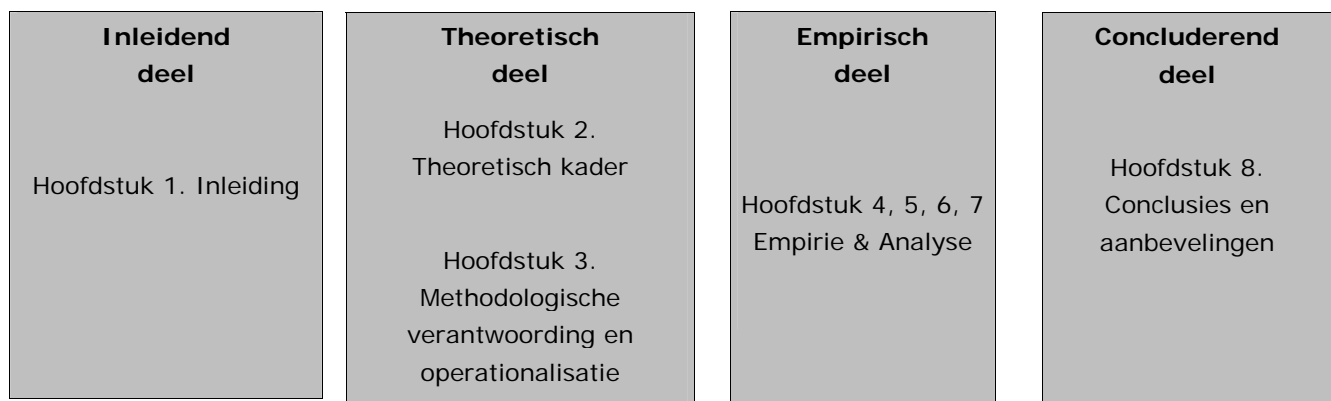 Inleidend
deel
Hoofdstuk 1. Inleiding
Theoretisch
deel
Hoofdstuk 2.
Theoretisch kader
Hoofdstuk 3.
Methodologische
verantwoording en
operationalisatie
Empirisch
deel
Hoofdstuk 4, 5, 6, 7
Empirie & Analyse
Concluderend
deel
Hoofdstuk 8.
Conclusies en
aanbevelingen